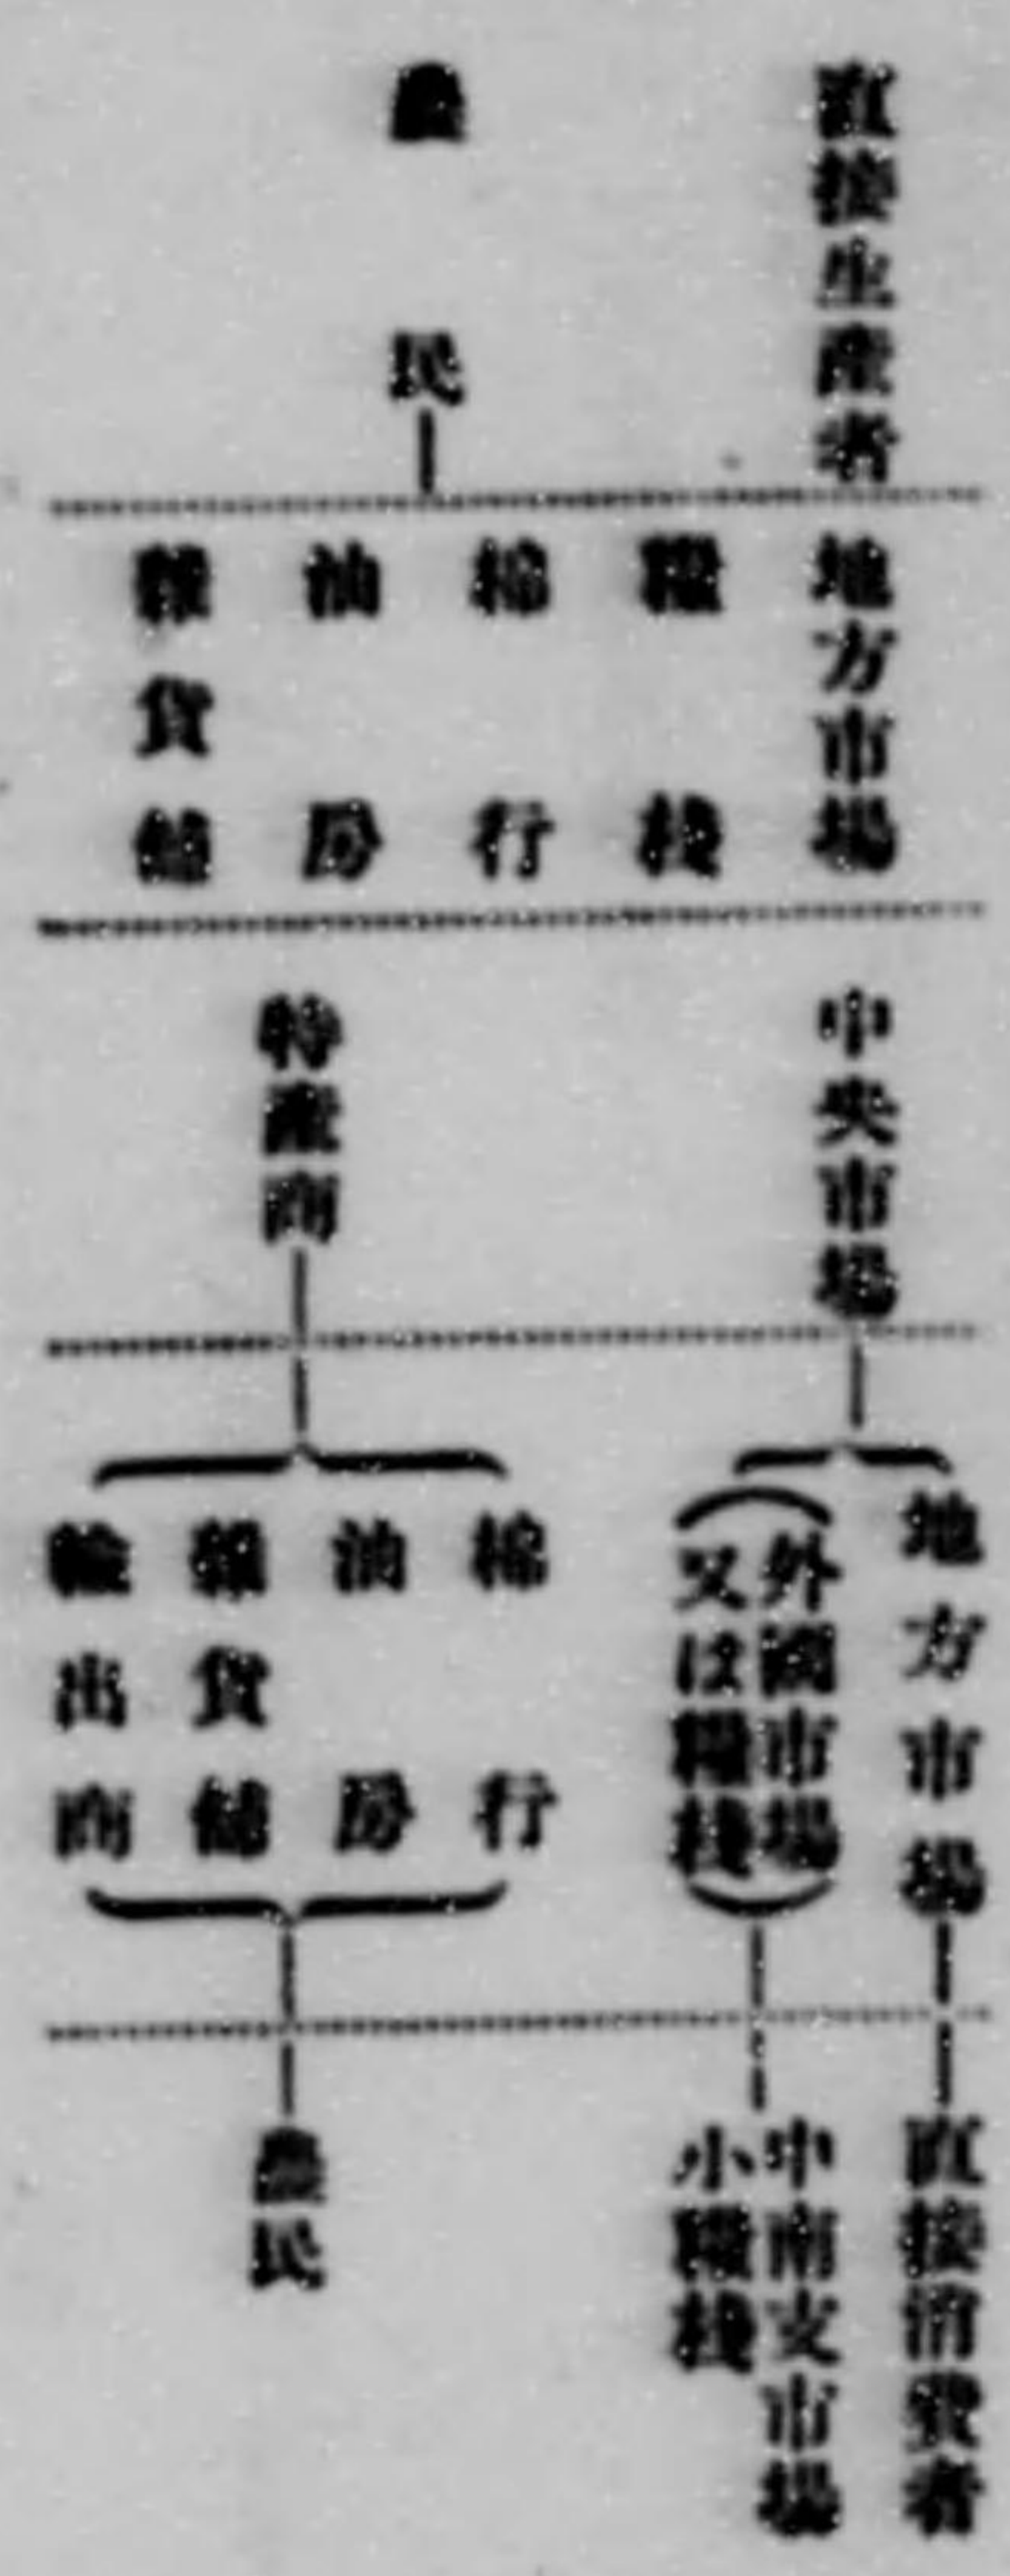 直接生產者
農民
地方市場
糧棧
棉行
油房
雜貨舖
中央市場
特產商
地方市場
外國市場
又は糧棧
棉行
油房
雜貨舖
輸出商
直接消費者
中南支市場
小糧棧
農民